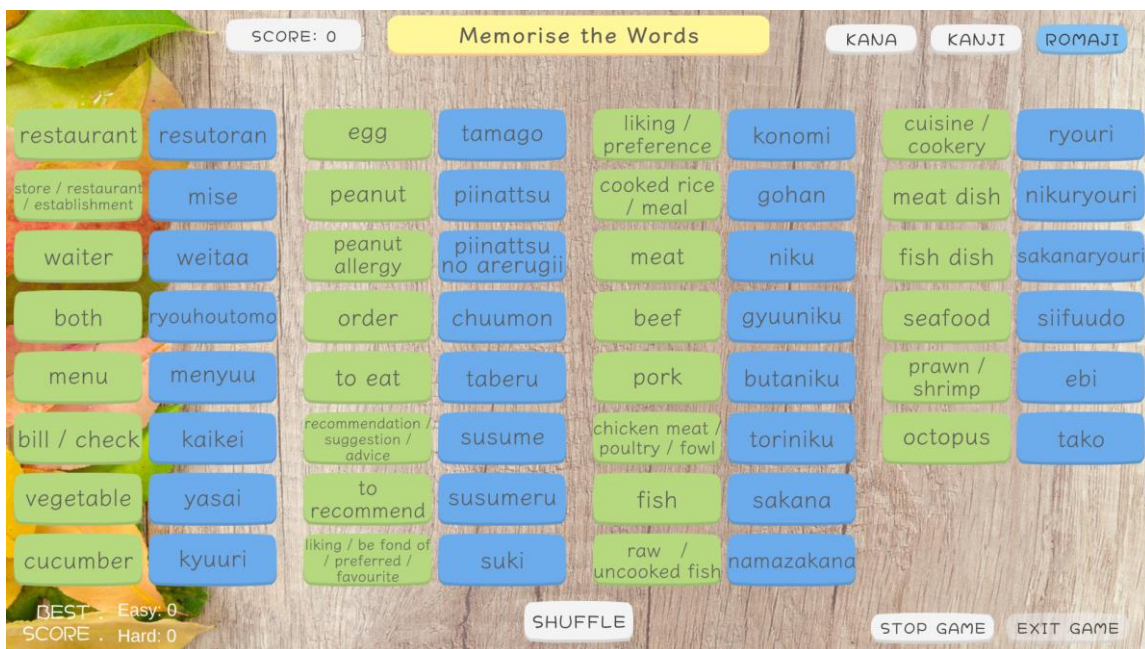 SCORE: 0
Memorise the Words
KANA
KANJI
ROMAJI
restaurant
resutoran
store / restaurant
/ establishment
mise
waiter
weitaa
both
ryouhoutomo
menu
menyuu
bill / check
kaikei
vegetable
yasai
cucumber
kyuuri
egg
tamago
peanut
piinattsu
peanut
allergy
piinattsu
no arerugii
order
chuumon
to eat
taberu
recommendation /
suggestion /
advice
susume
to
recommend
susumeru
liking / be fond of
/ preferred /
favourite
suki
liking /
preference
konomi
cooked rice
/ meal
gohan
meat
niku
beef
gyuuniku
pork
butaniku
chicken meat /
poultry / fowl
toriniku
fish
sakana
raw /
uncooked fish
namazakana
cuisine /
cookery
ryouri
meat dish
nikuryouri
fish dish
sakanaryouri
seafood
siifuudo
prawn /
shrimp
ebi
octopus
tako
BEST . Easy: 0
SCORE . Hard: 0
SHUFFLE
STOP GAME
EXIT GAME